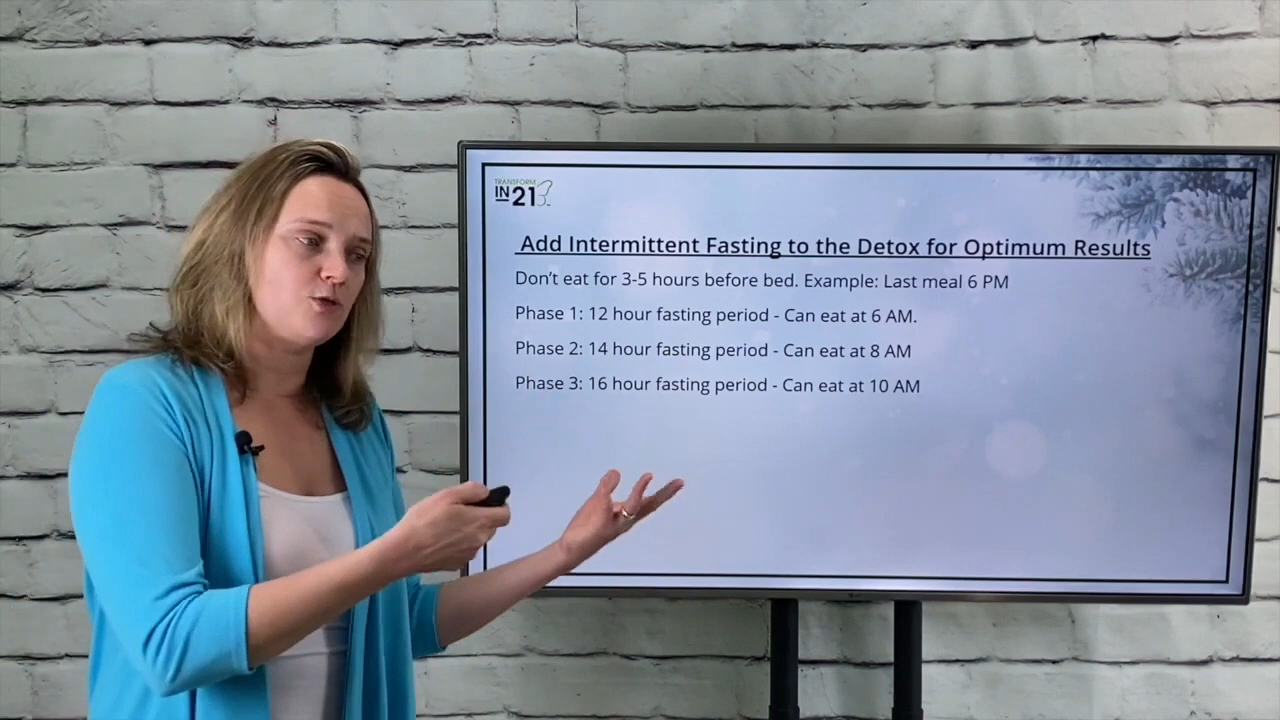 TRANSFORM
IN 21
Add Intermittent Fasting to the Detox for Optimum Results
Don't eat for 3-5 hours before bed. Example: Last meal 6 PM
Phase 1: 12 hour fasting period - Can eat at 6 AM.
Phase 2: 14 hour fasting period - Can eat at 8 AM
Phase 3: 16 hour fasting period - Can eat at 10 AM